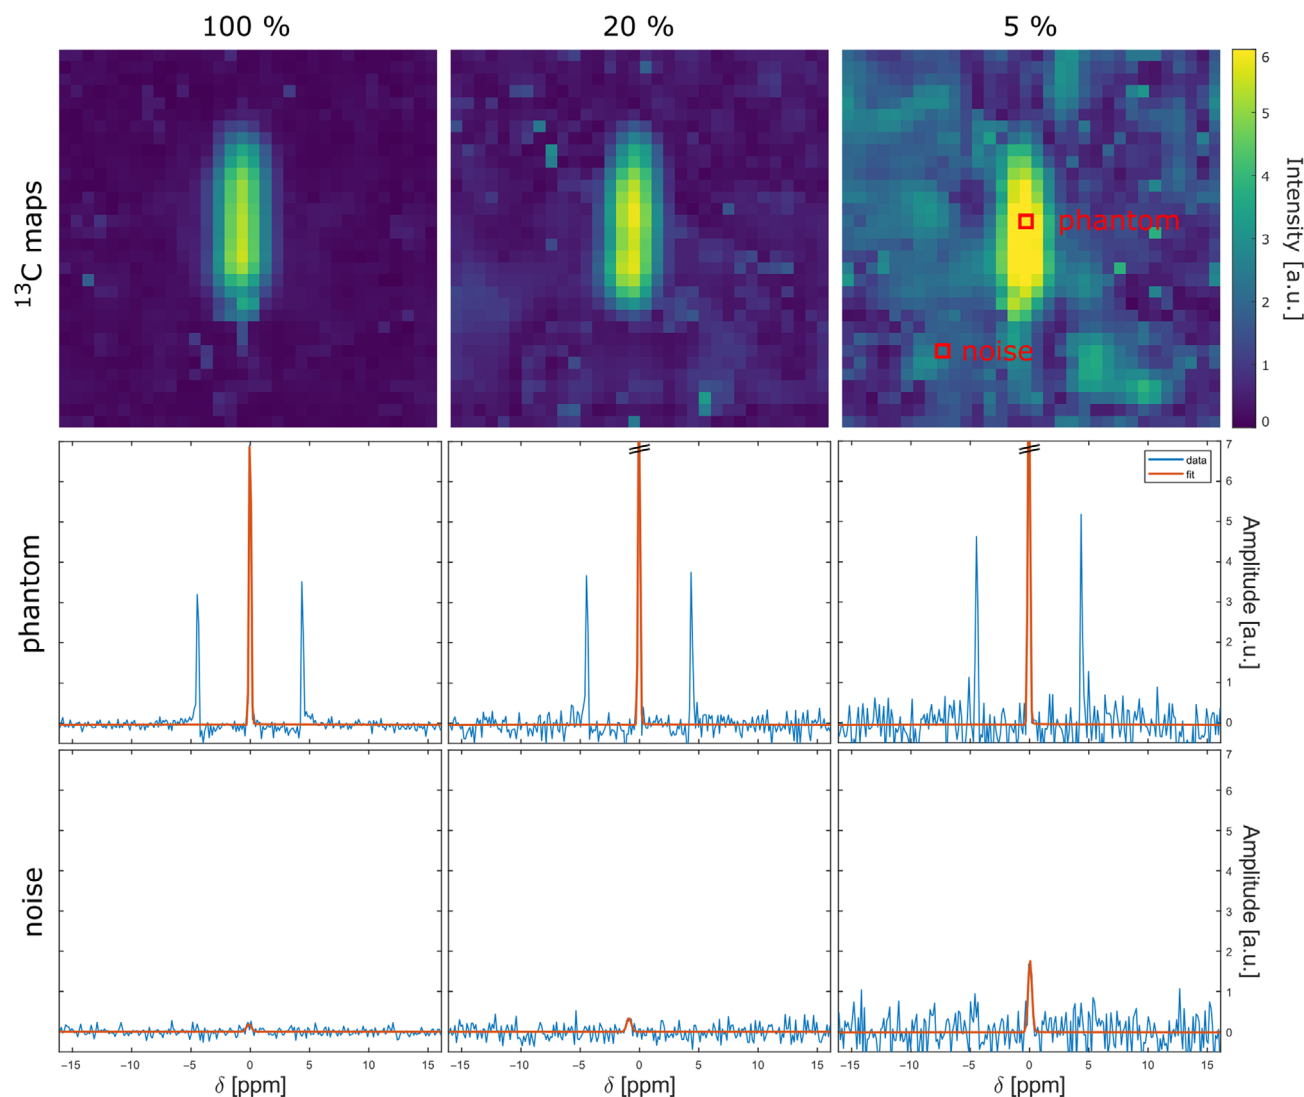 100 %
20 %
5 %
¹³C maps
phantom
noise
6
5
4
3
2
1
0
Intensity [a.u.]
phantom
data
fit
7
6
5
4
3
2
1
0
Amplitude [a.u.]
noise
7
6
5
4
3
2
1
0
Amplitude [a.u.]
−15 −10 −5 0 5 10 15
−15 −10 −5 0 5 10 15
−15 −10 −5 0 5 10 15
δ [ppm]
δ [ppm]
δ [ppm]